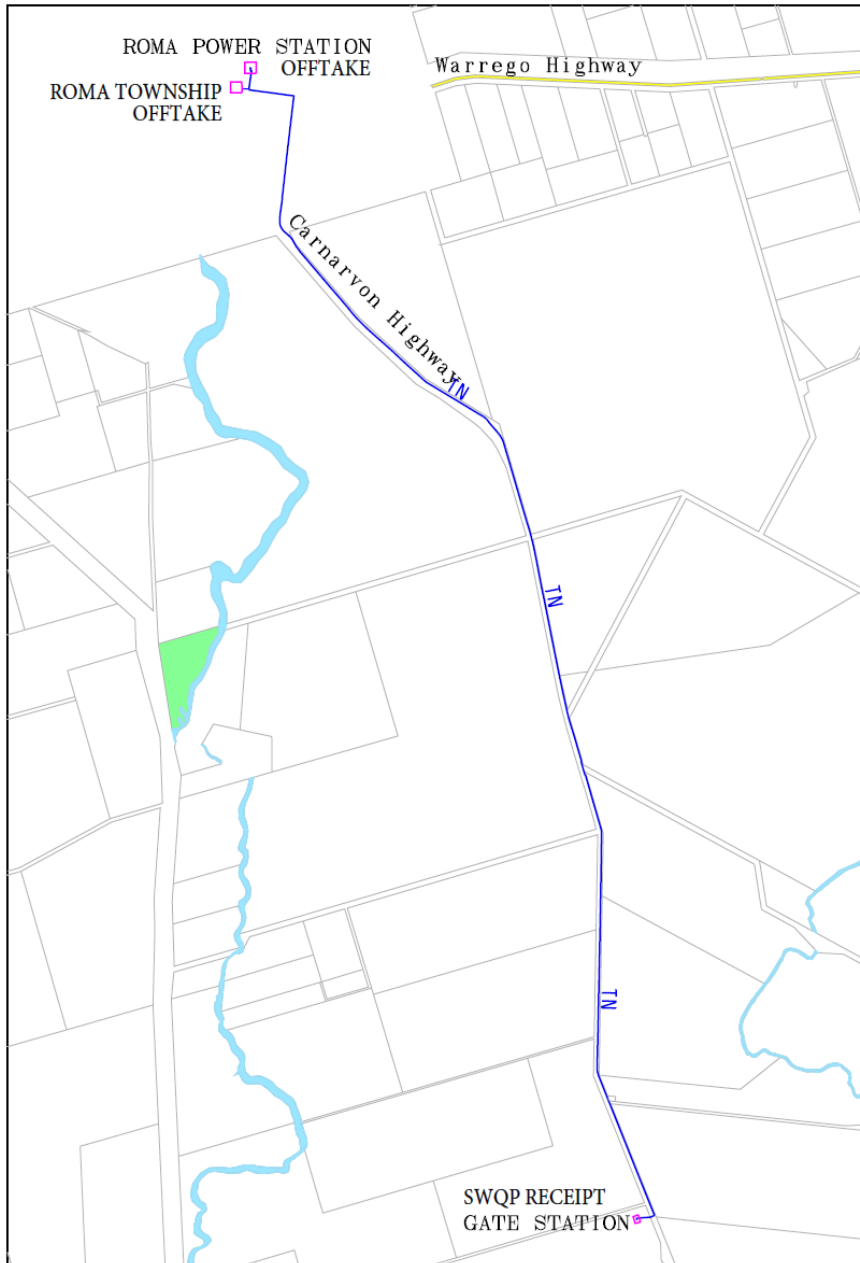 ROMA POWER STATION
OFFTAKE
ROMA TOWNSHIP
OFFTAKE
Warrego Highway
Carnarvon Highway
TN
TN
TN
SWQP RECEIPT
GATE STATION